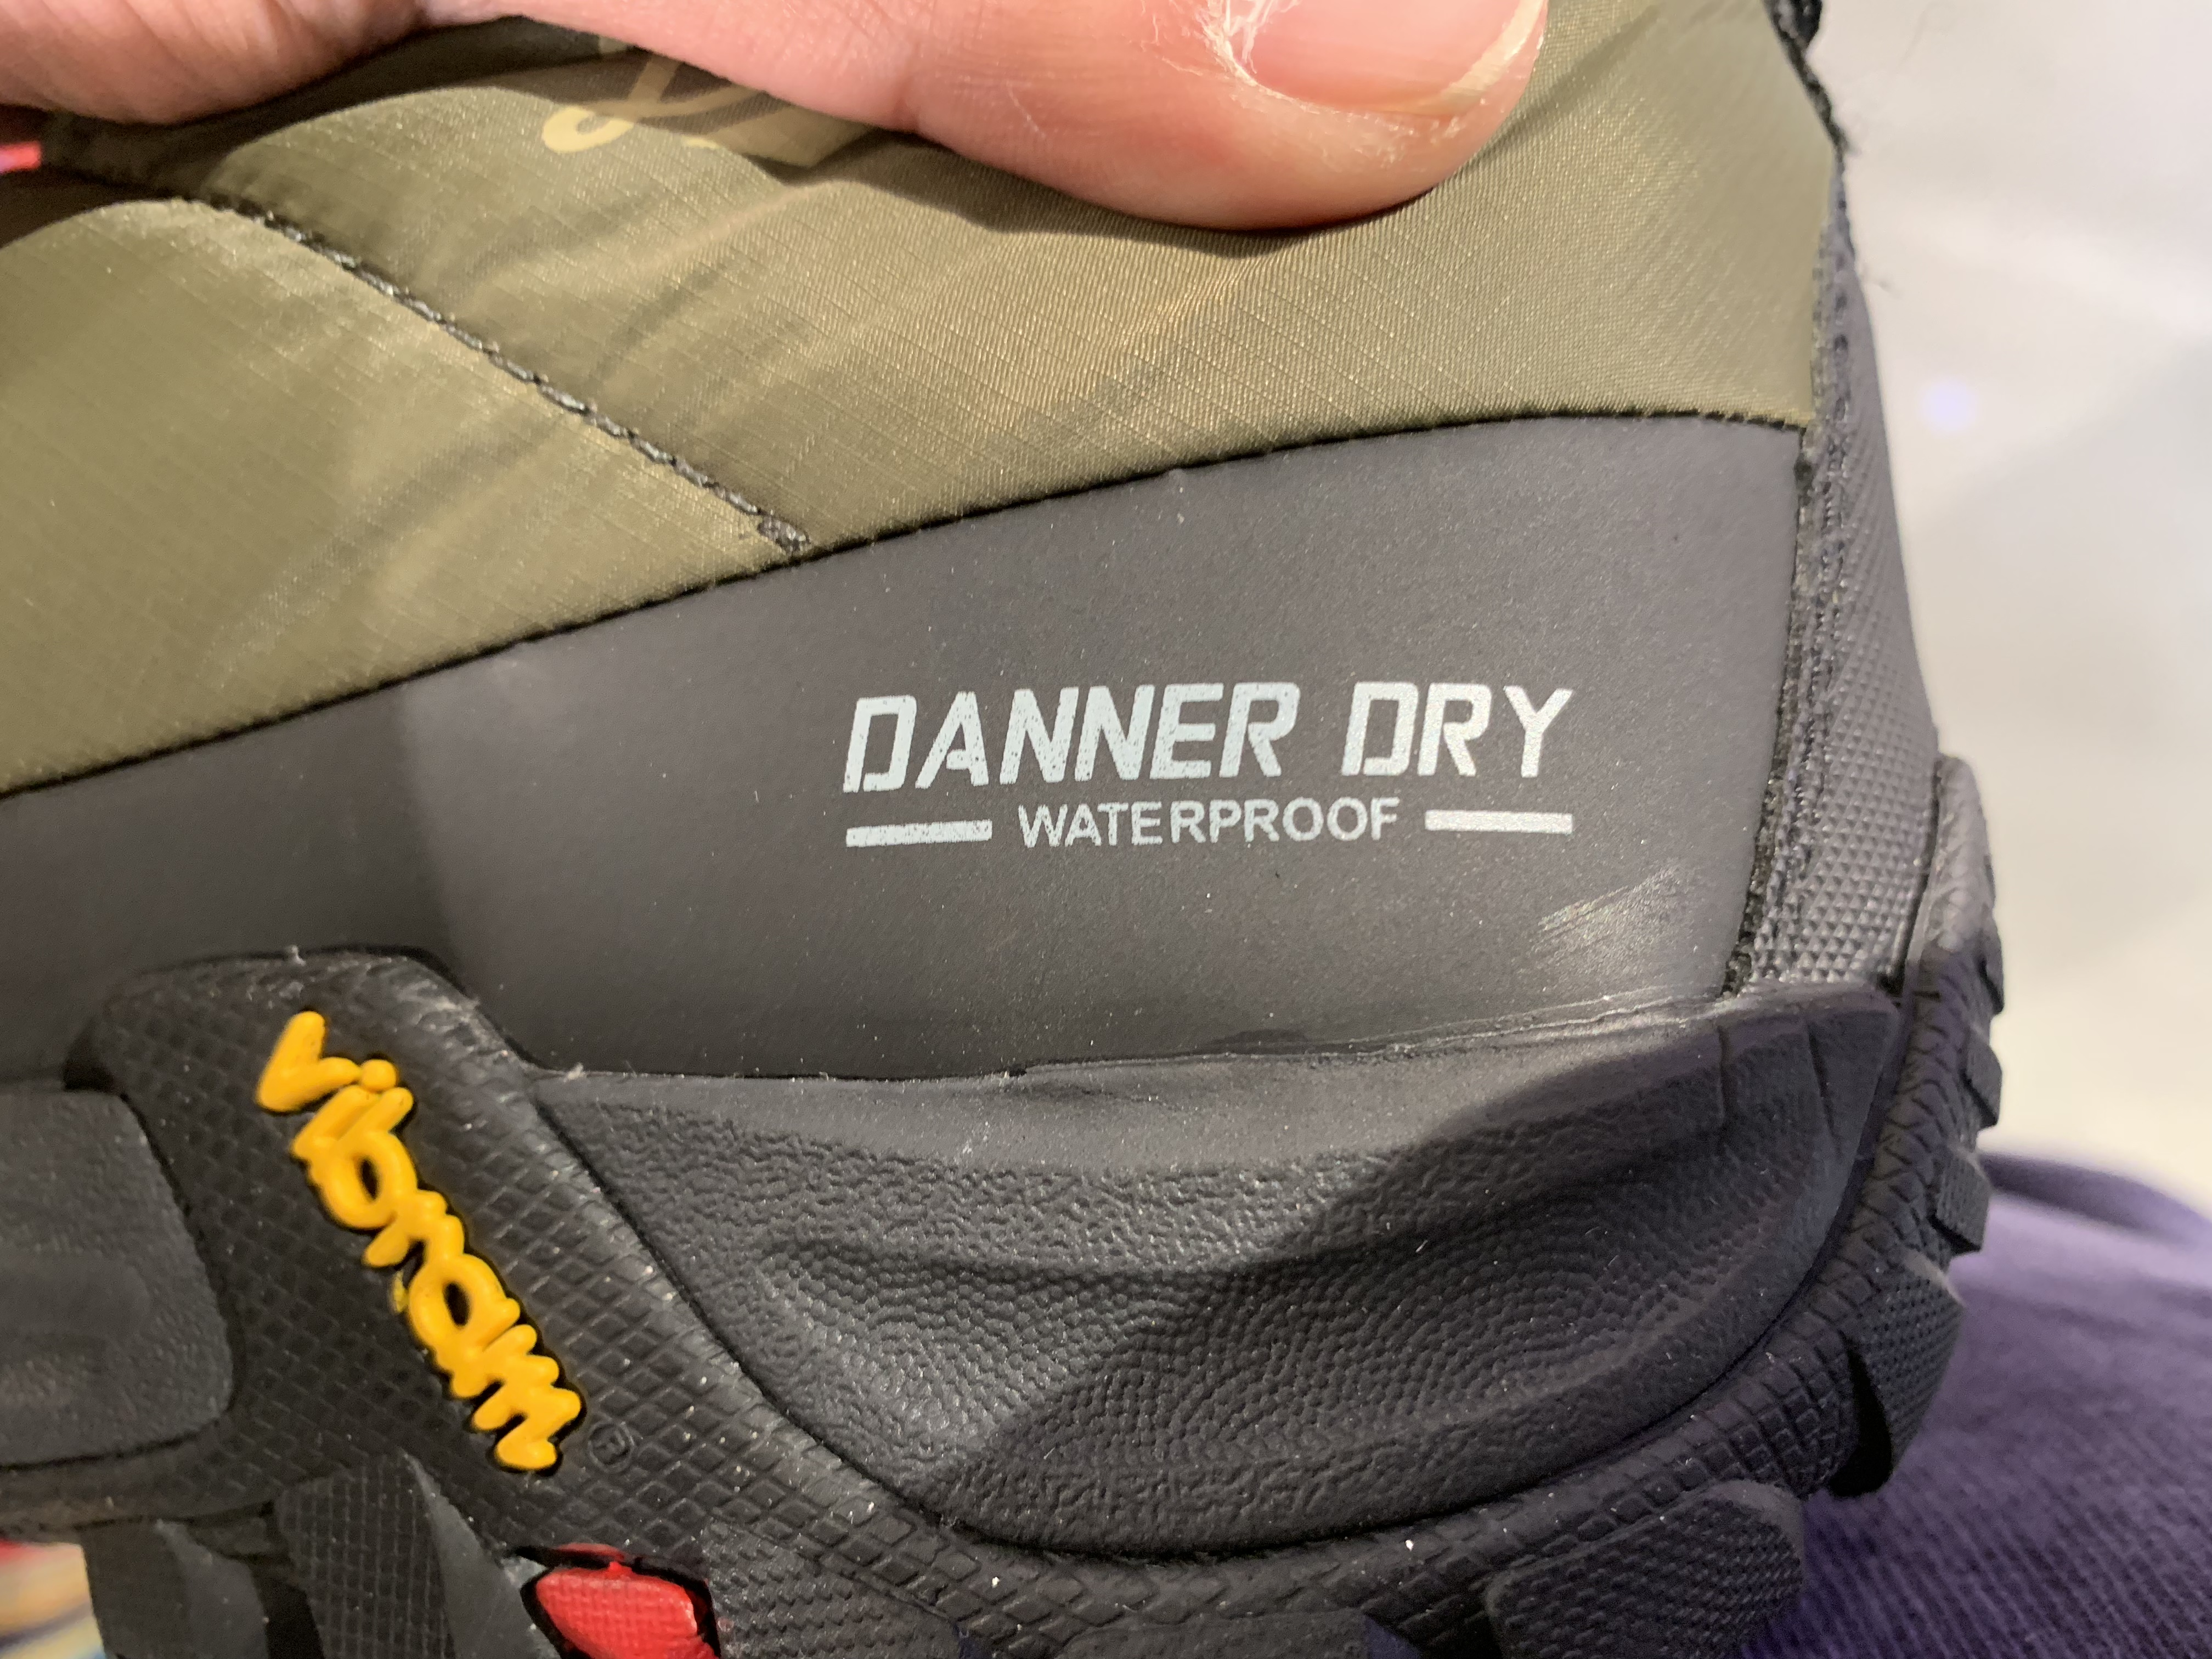 DANNER DRY
WATERPROOF
vibram
®